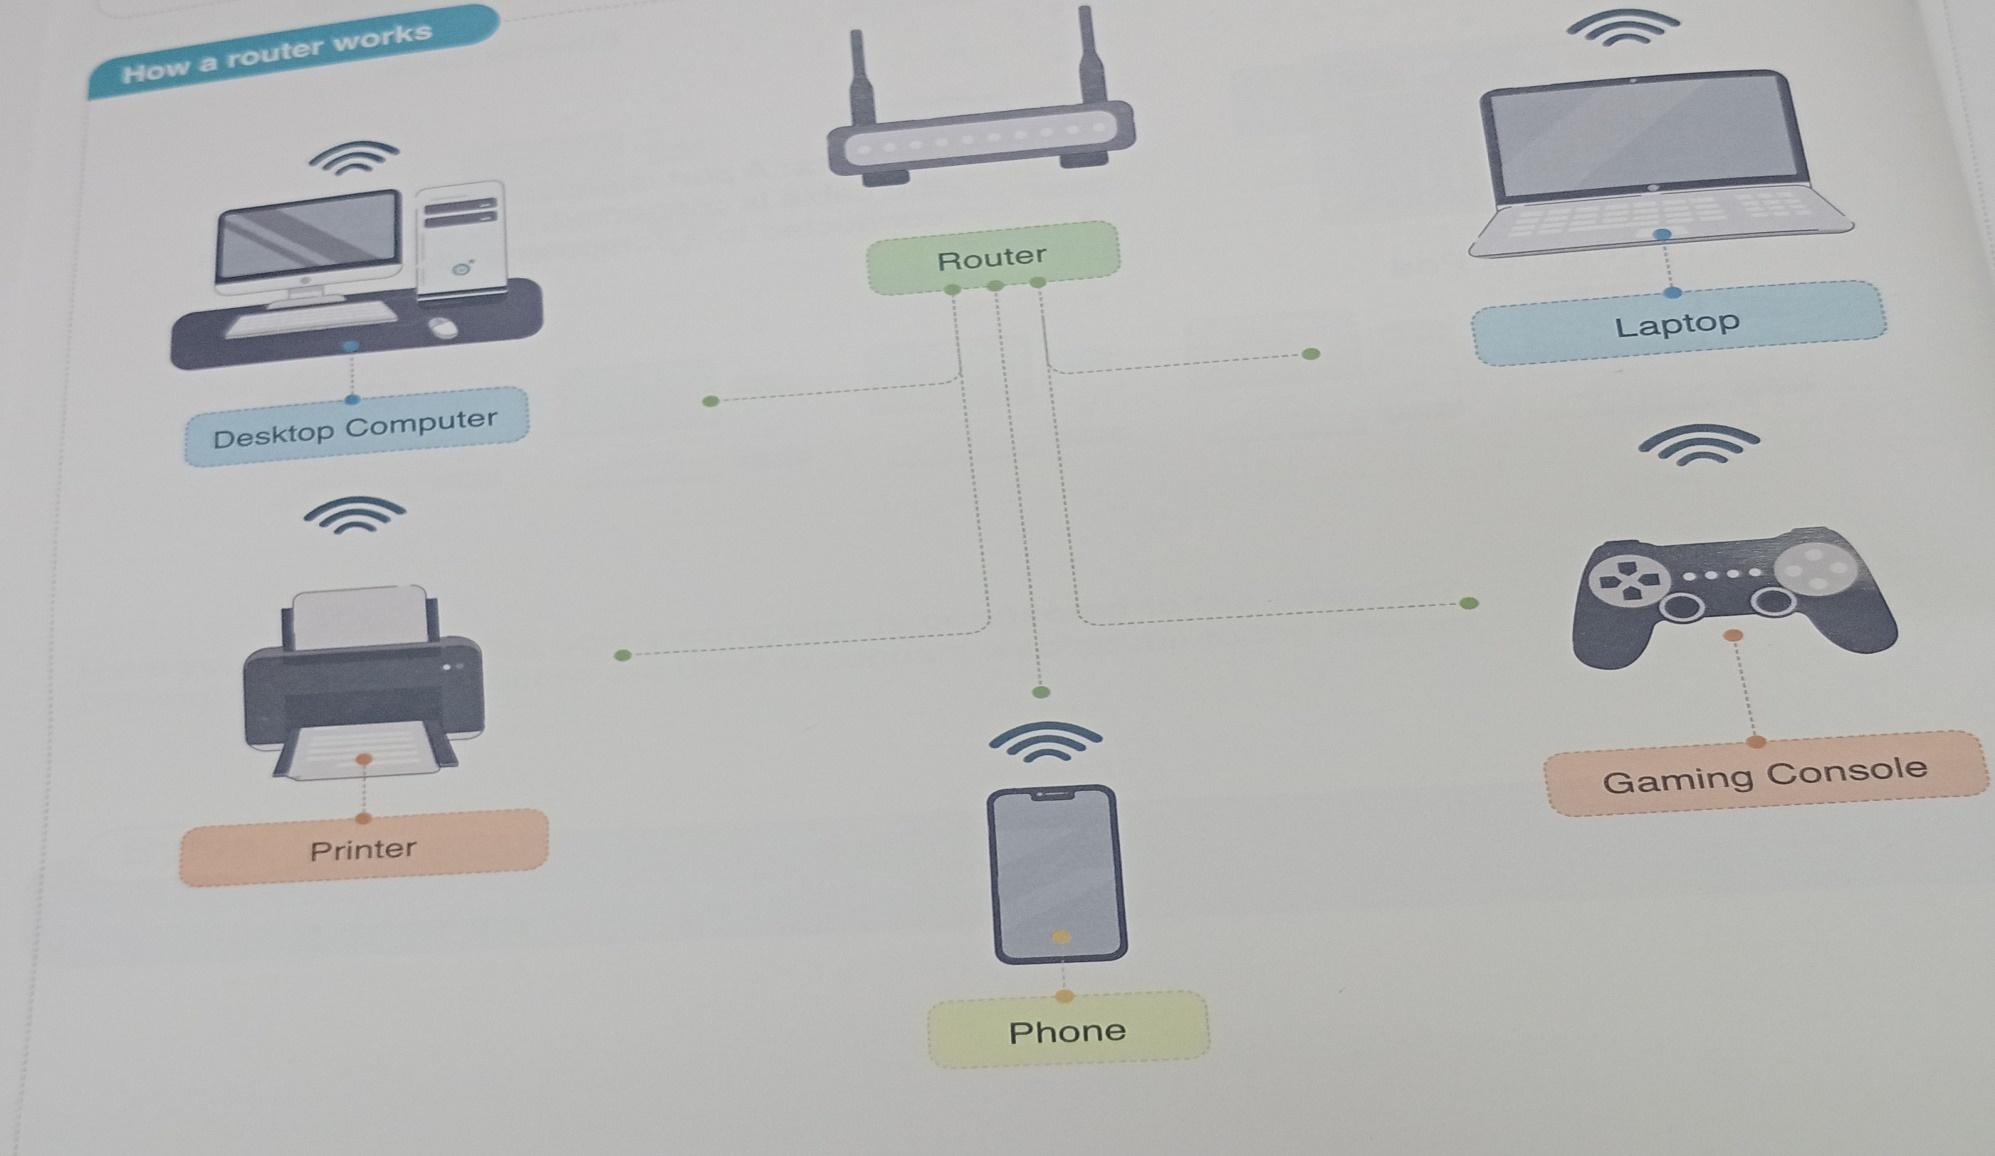 How a router works
Router
Laptop
Desktop Computer
Gaming Console
Printer
Phone